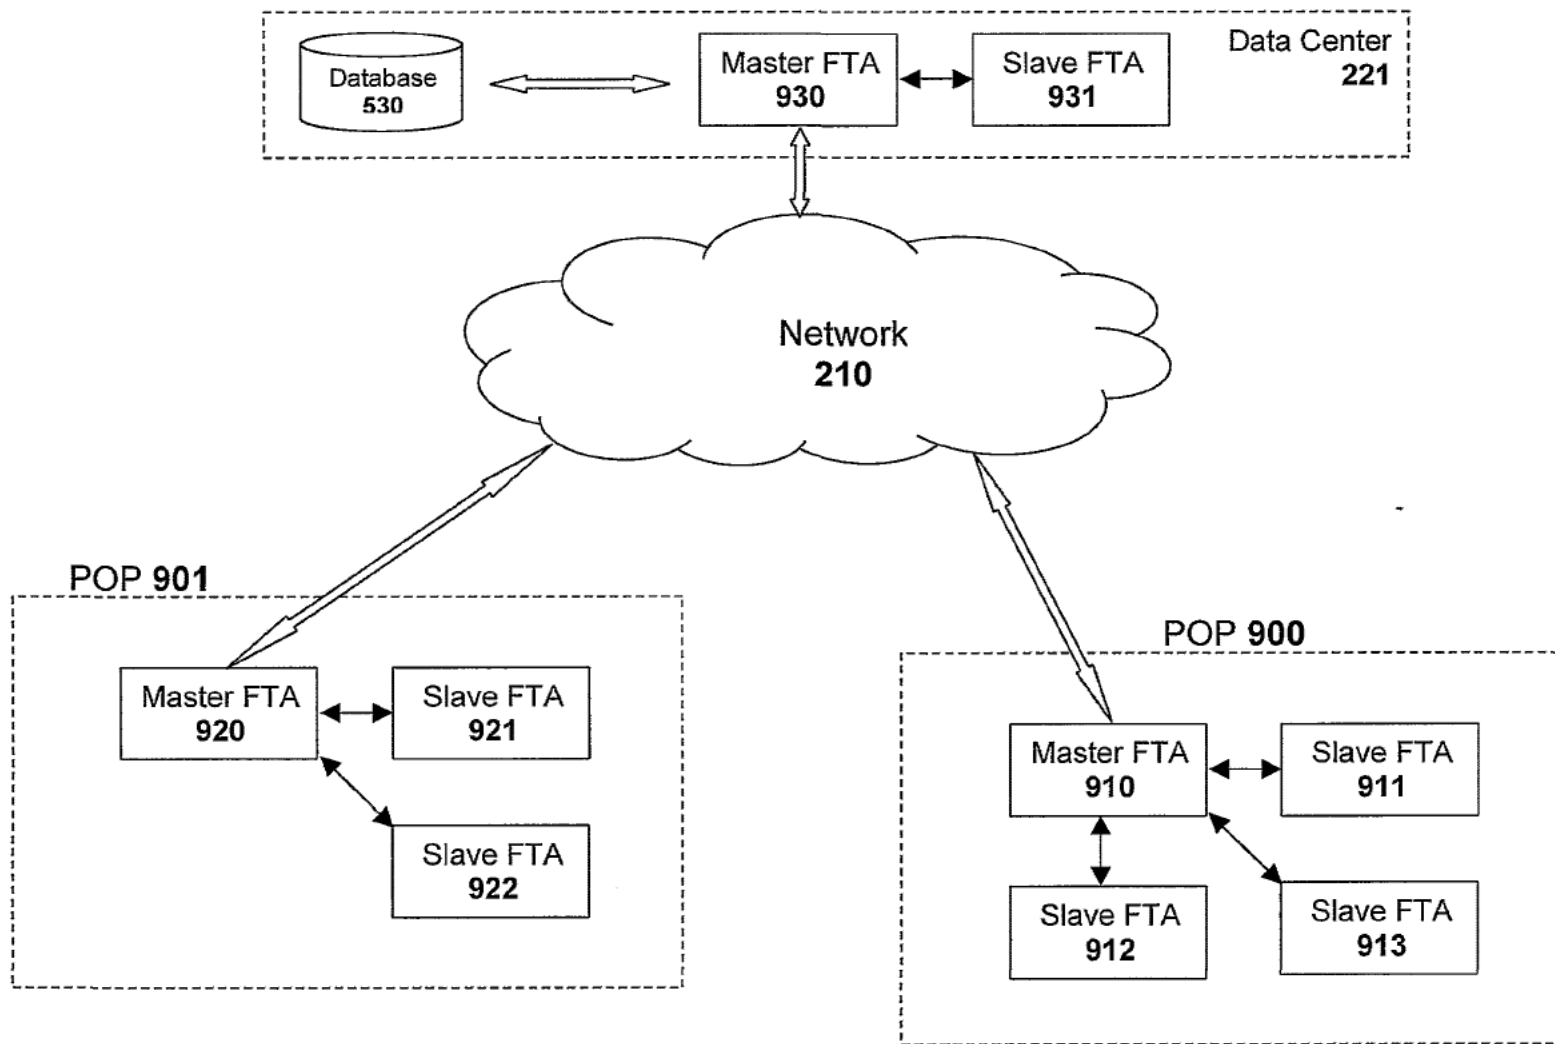 Database
530
Master FTA
930
Slave FTA
931
Data Center
221
Network
210
POP 901
Master FTA
920
Slave FTA
921
Slave FTA
922
POP 900
Master FTA
910
Slave FTA
911
Slave FTA
912
Slave FTA
913